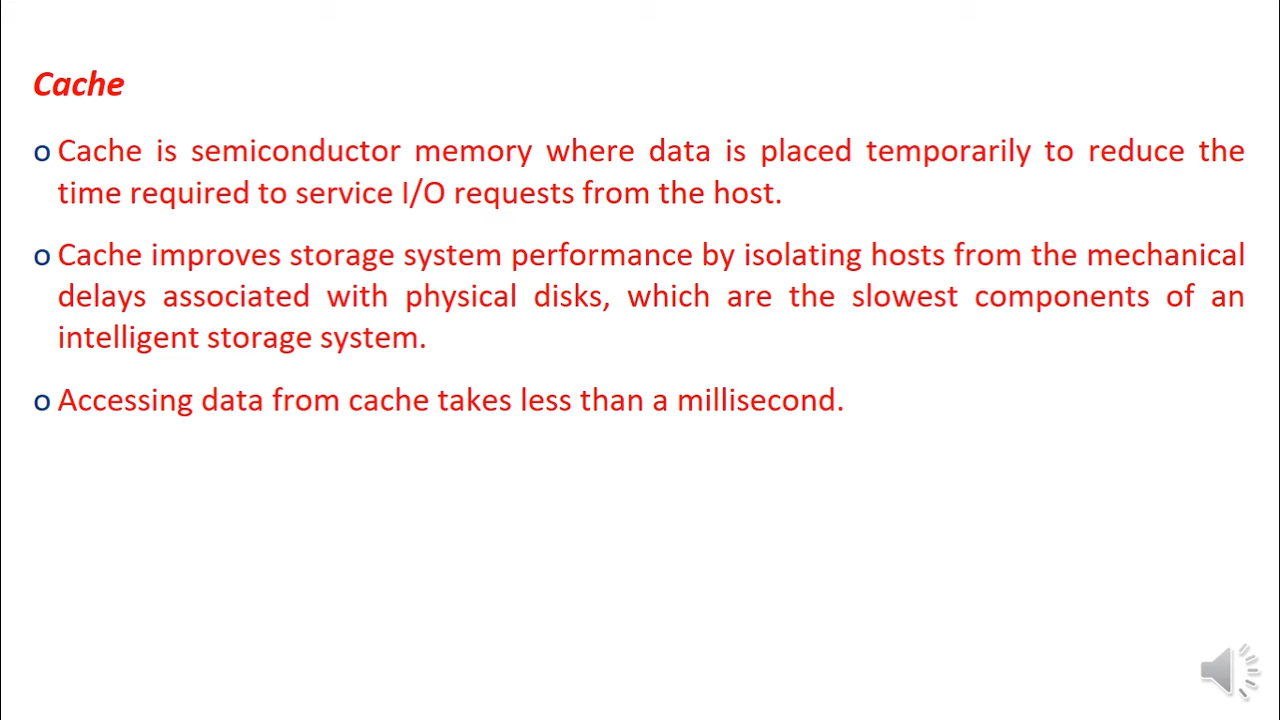 Cache
o Cache is semiconductor memory where data is placed temporarily to reduce the
time required to service I/O requests from the host.
o Cache improves storage system performance by isolating hosts from the mechanical
delays associated with physical disks, which are the slowest components of an
intelligent storage system.
o Accessing data from cache takes less than a millisecond.